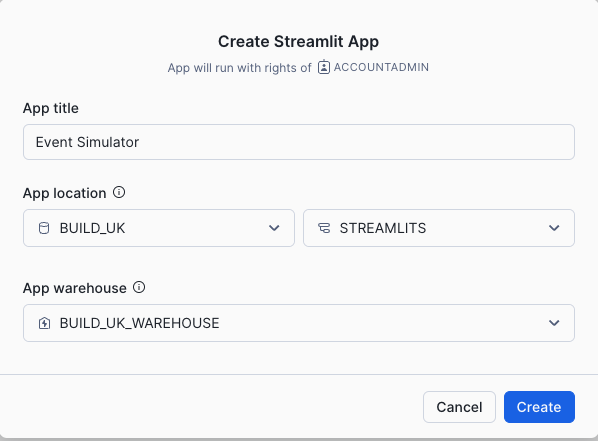 Create Streamlit App
App will run with rights of ACCOUNTADMIN
App title
Event Simulator
App location
BUILD_UK STREAMLITS
App warehouse
BUILD_UK_WAREHOUSE
Cancel Create